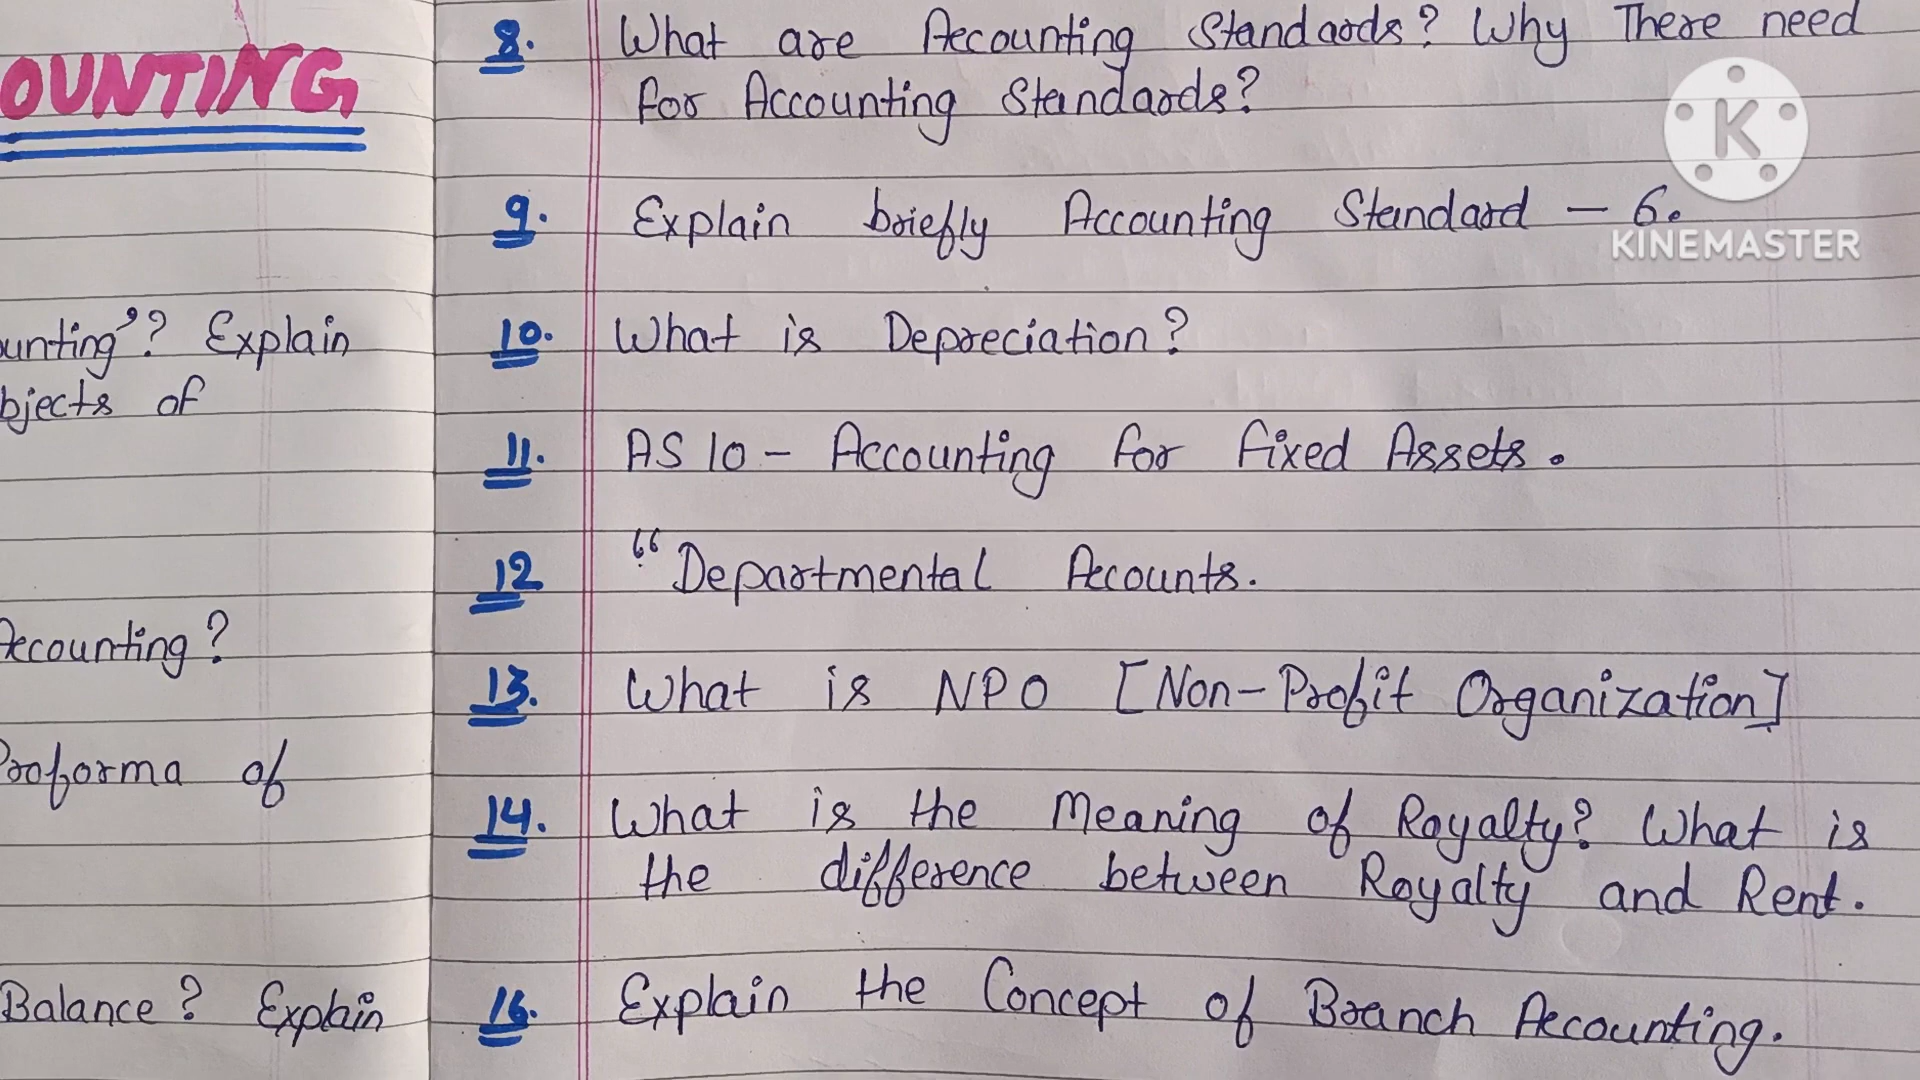 OUNTING
ounting'? Explain
bjects of
Accounting?
Proforma of
Balance? Explain
8. What are Accounting Standards? Why There need
for Accounting Standards?
9. Explain briefly Accounting Standard - 6.
10. What is Depreciation?
11. AS 10 - Accounting for Fixed Assets.
12 "Departmental Accounts.
13. What is NPO [Non-Profit Organization]
14. What is the Meaning of Royalty? What is
the difference between Royalty and Rent.
16. Explain the Concept of Branch Accounting.
K
KINEMASTER